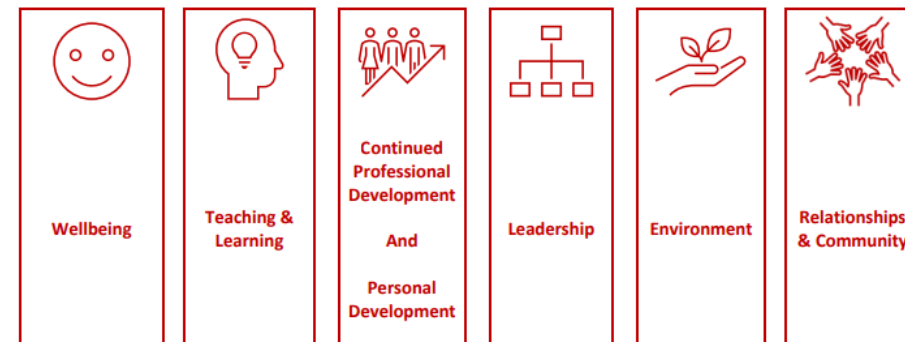 Wellbeing
Teaching &
Learning
Continued
Professional
Development
And
Personal
Development
Leadership
Environment
Relationships
& Community